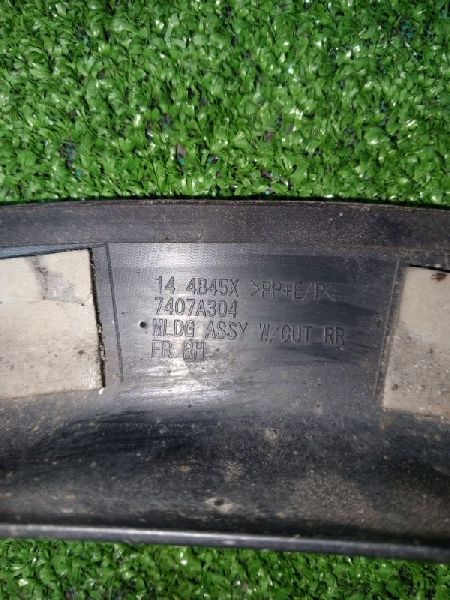 14 4B45X >PP+E/P<
7407A304
MLDG ASSY W/CUT RR
FR RH